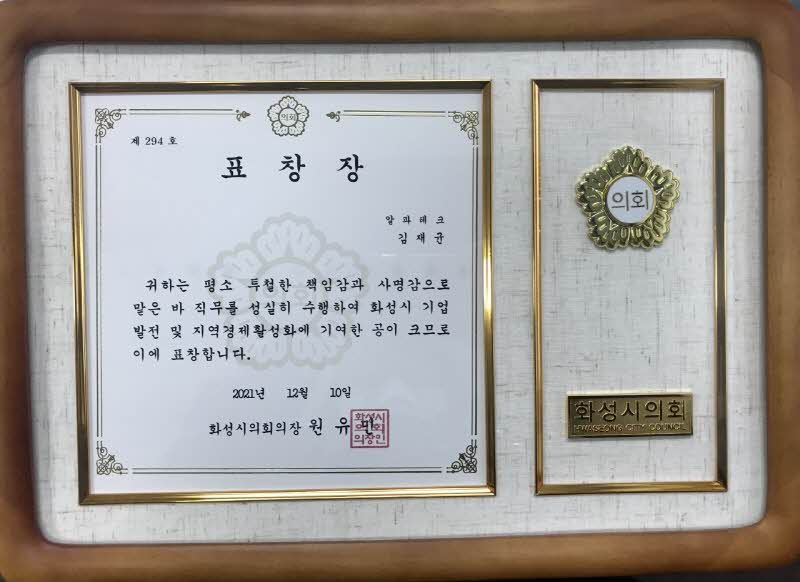 의회
제 294 호
표 창 장
알 파 테 크
김 재 균
귀하는 평소 특철한 책임감과 사명감으로
맡은 바 직무를 성실히 수행하여 화성시 기업
발전 및 지역경제활성화에 기여한 공이 크므로
이에 표창합니다.
2021년 12월 10일
화성시의회의장 원 유 민
화성시
의회
의장인
의회
화성시의회
HWASEONG CITY COUNCIL